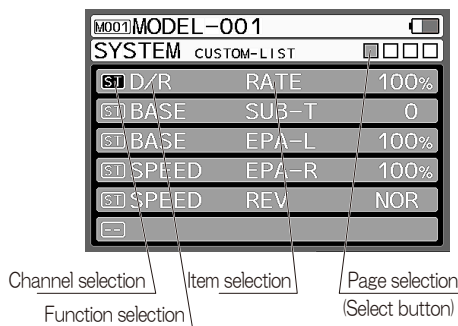 M001 MODEL-001
SYSTEM CUSTOM-LIST
ST D/R RATE 100%
ST BASE SUB-T 0
ST BASE EPA-L 100%
ST SPEED EPA-R 100%
ST SPEED REV NOR
--
Channel selection Item selection Page selection
Function selection (Select button)